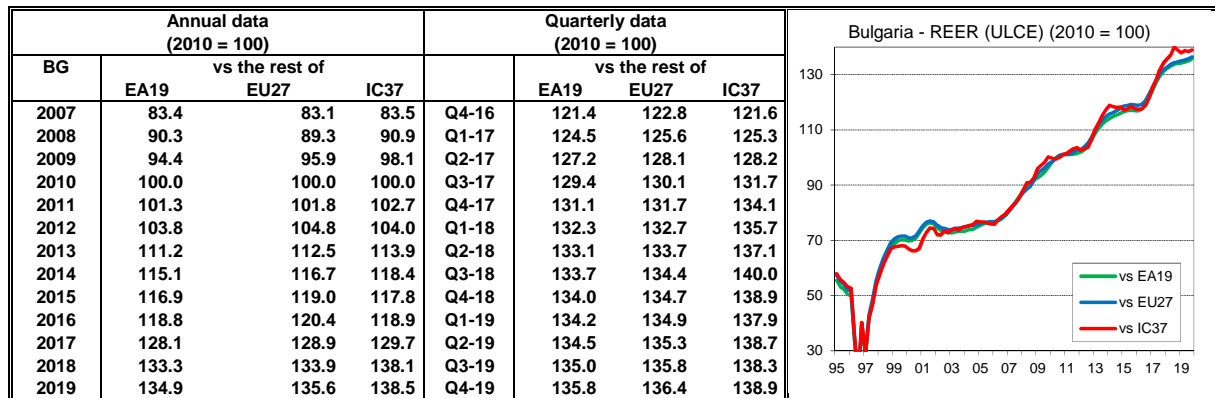 Annual data Quarterly data
(2010 = 100) (2010 = 100)
BG vs the rest of vs the rest of
EA19 EU27 IC37 EA19 EU27 IC37
2007 83.4 83.1 83.5 Q4-16 121.4 122.8 121.6
2008 90.3 89.3 90.9 Q1-17 124.5 125.6 125.3
2009 94.4 95.9 98.1 Q2-17 127.2 128.1 128.2
2010 100.0 100.0 100.0 Q3-17 129.4 130.1 131.7
2011 101.3 101.8 102.7 Q4-17 131.1 131.7 134.1
2012 103.8 104.8 104.0 Q1-18 132.3 132.7 135.7
2013 111.2 112.5 113.9 Q2-18 133.1 133.7 137.1
2014 115.1 116.7 118.4 Q3-18 133.7 134.4 140.0
2015 116.9 119.0 117.8 Q4-18 134.0 134.7 138.9
2016 118.8 120.4 118.9 Q1-19 134.2 134.9 137.9
2017 128.1 128.9 129.7 Q2-19 134.5 135.3 138.7
2018 133.3 133.9 138.1 Q3-19 135.0 135.8 138.3
2019 134.9 135.6 138.5 Q4-19 135.8 136.4 138.9
Bulgaria - REER (ULCE) (2010 = 100)
130
110
90
70
50
30
95 97 99 01 03 05 07 09 11 13 15 17 19
vs EA19
vs EU27
vs IC37